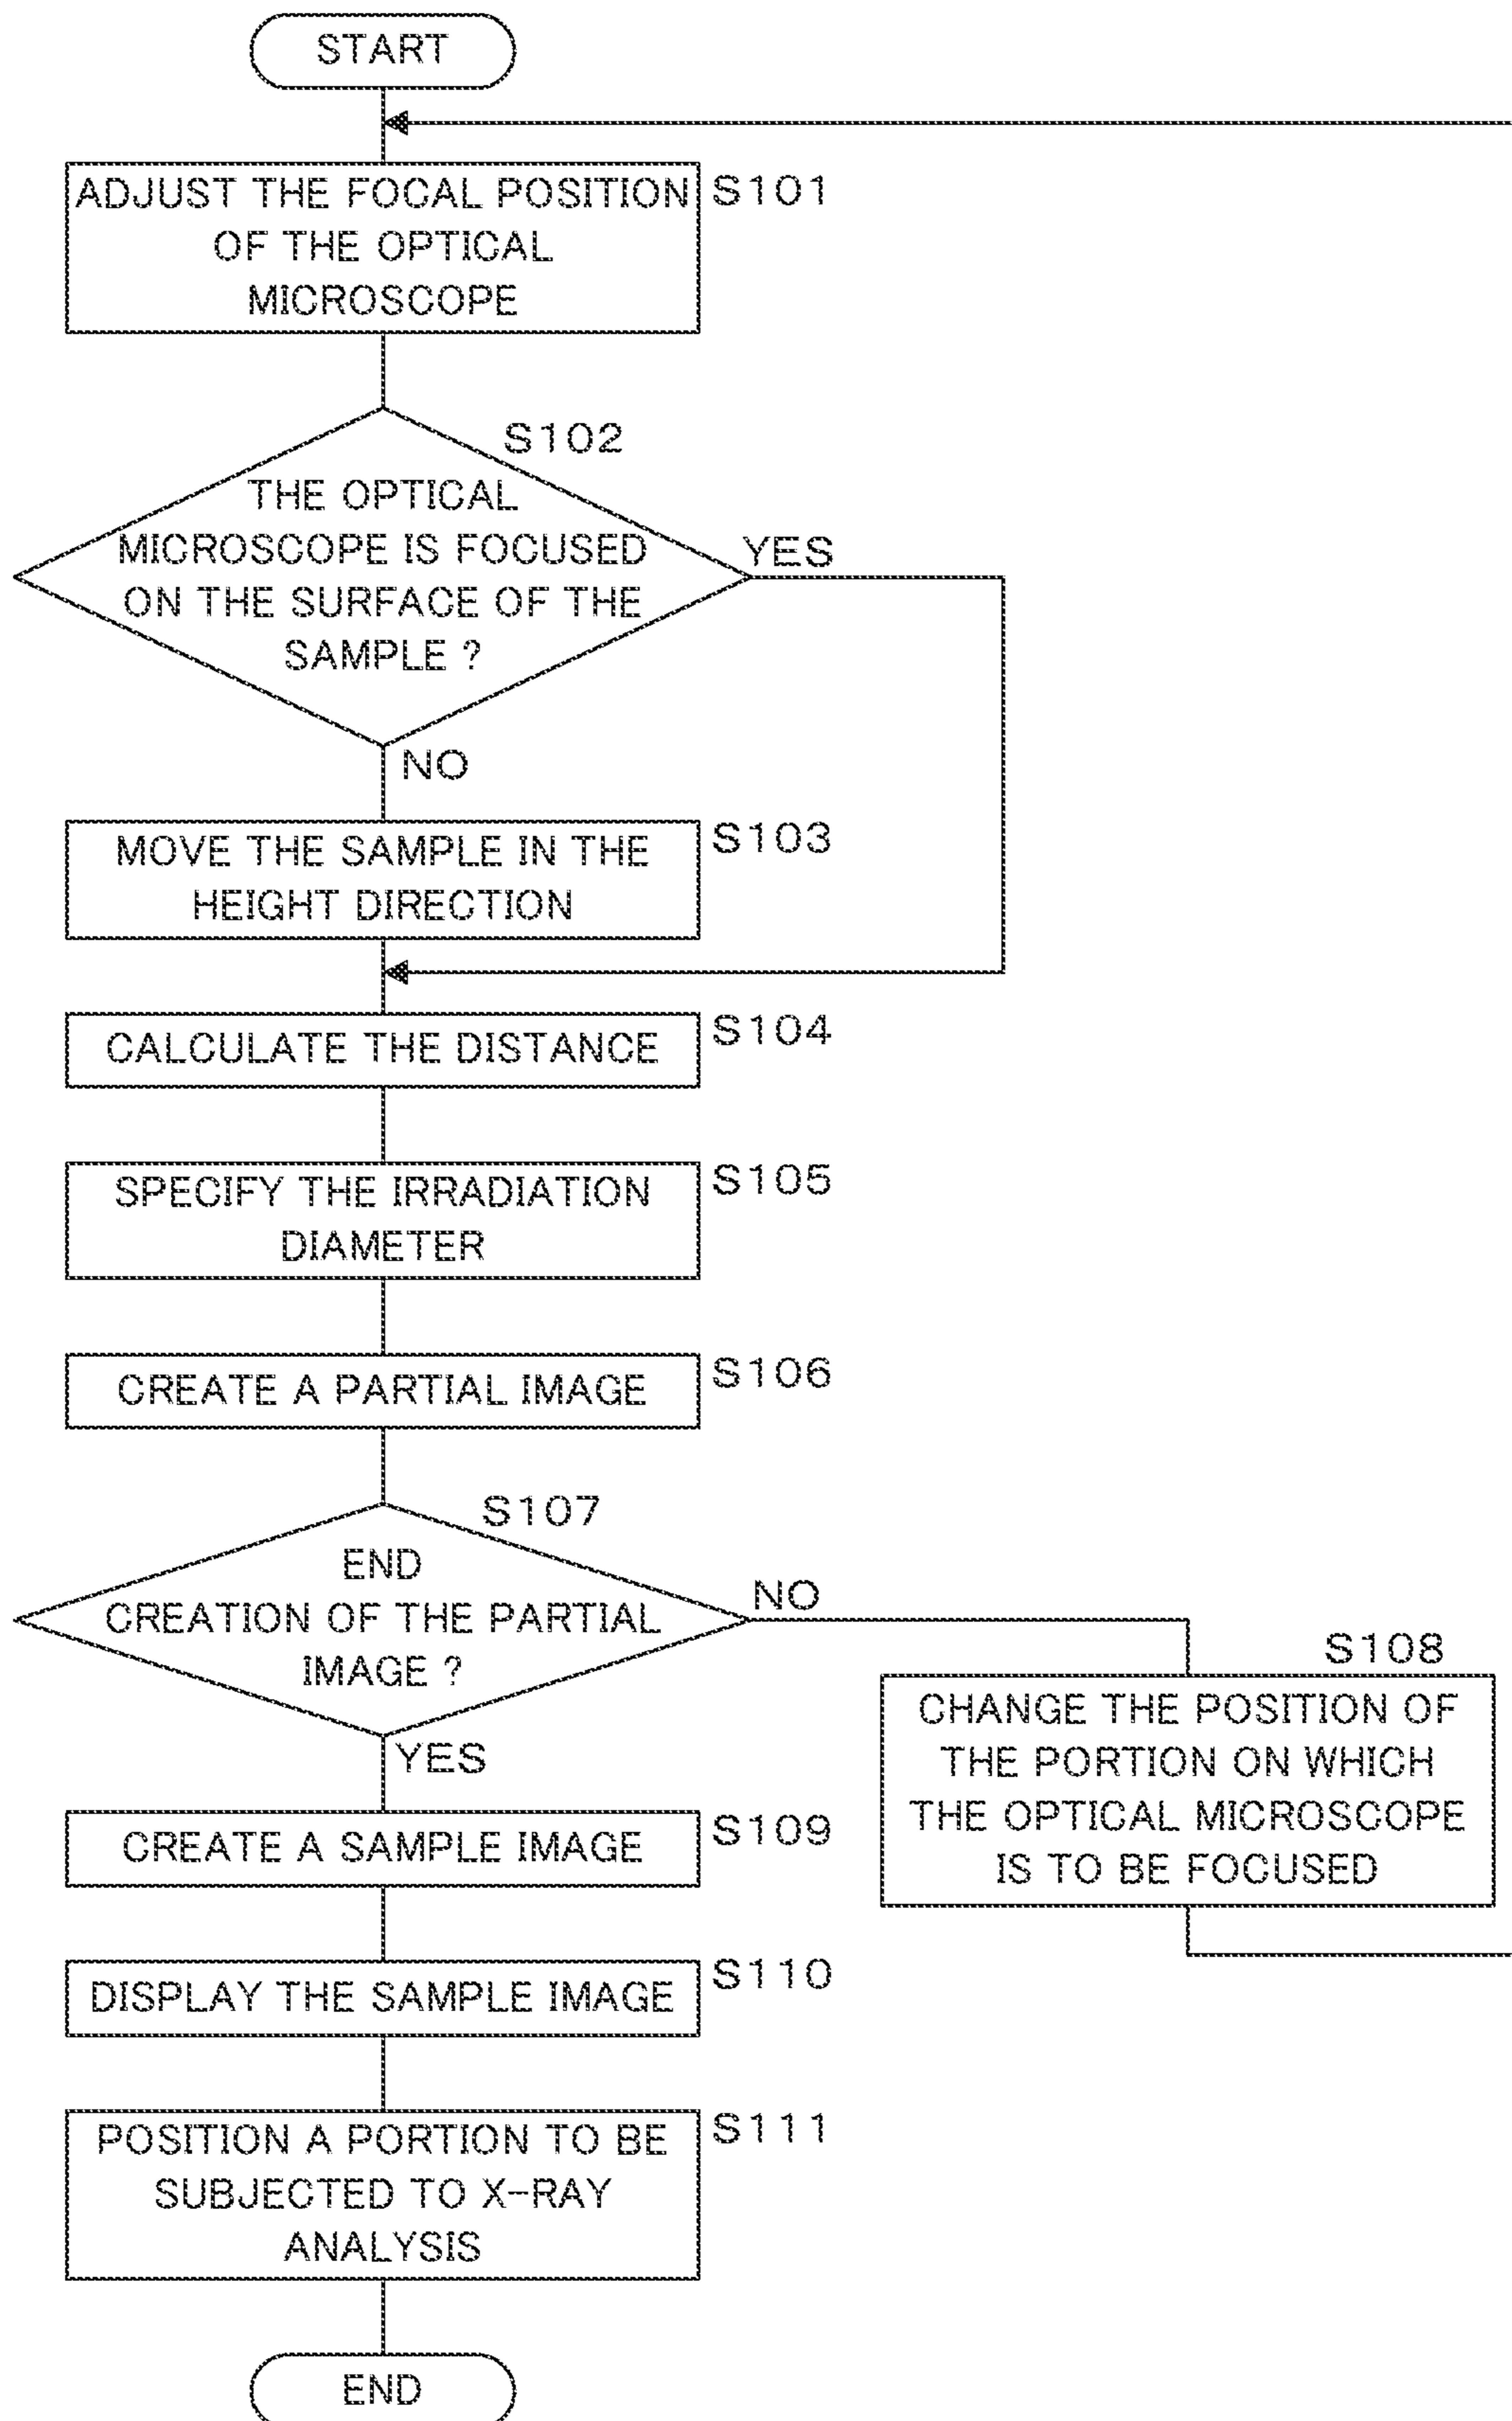 START
ADJUST THE FOCAL POSITION
OF THE OPTICAL
MICROSCOPE
S101
S102
THE OPTICAL
MICROSCOPE IS FOCUSED
ON THE SURFACE OF THE
SAMPLE ?
YES
NO
MOVE THE SAMPLE IN THE
HEIGHT DIRECTION
S103
CALCULATE THE DISTANCE
S104
SPECIFY THE IRRADIATION
DIAMETER
S105
CREATE A PARTIAL IMAGE
S106
S107
END
CREATION OF THE PARTIAL
IMAGE ?
NO
S108
CHANGE THE POSITION OF
THE PORTION ON WHICH
THE OPTICAL MICROSCOPE
IS TO BE FOCUSED
YES
CREATE A SAMPLE IMAGE
S109
DISPLAY THE SAMPLE IMAGE
S110
POSITION A PORTION TO BE
SUBJECTED TO X-RAY
ANALYSIS
S111
END